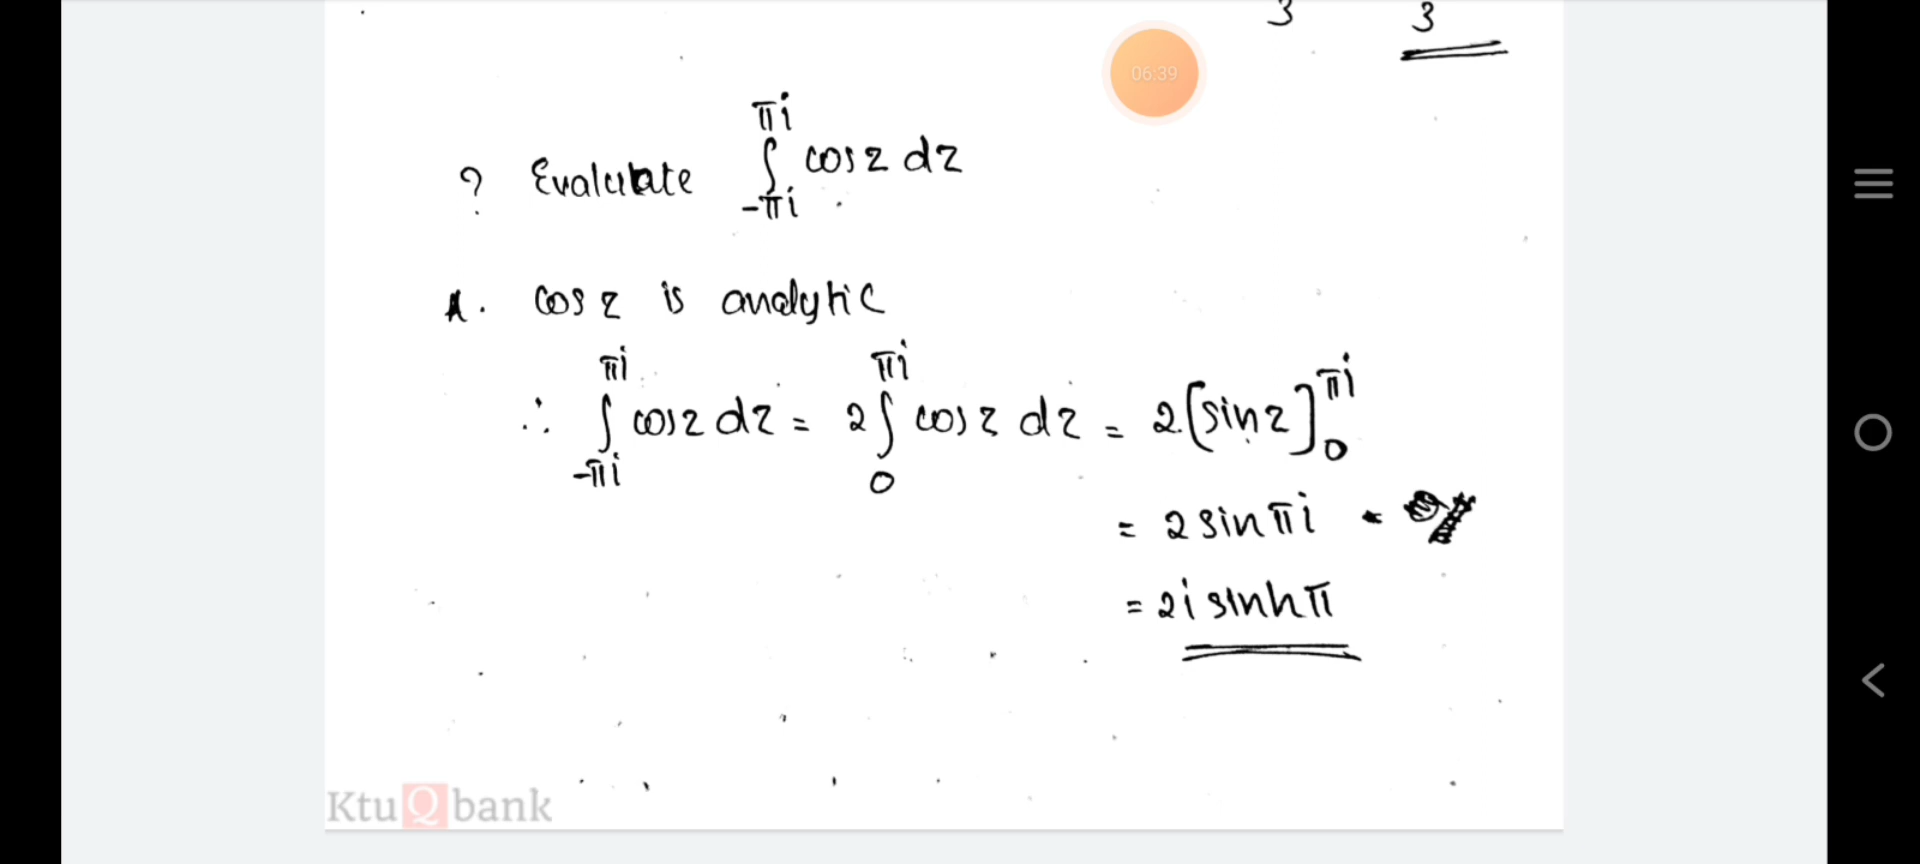 3 3
06:39
? Evaluate ∫_{-πi}^{πi} cos z dz
A. cos z is analytic
∴ ∫_{-πi}^{πi} cos z dz = 2 ∫_{0}^{πi} cos z dz = 2 [sin z]_{0}^{πi}
= 2 sin πi
= 2i sinh π
KtuQbank